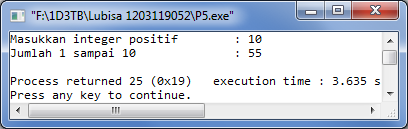 "F:\1D3TB\Lubisa 1203119052\P5.exe"
Masukkan integer positif        : 10
Jumlah 1 sampai 10              : 55
Process returned 25 (0x19)   execution time : 3.635 s
Press any key to continue.